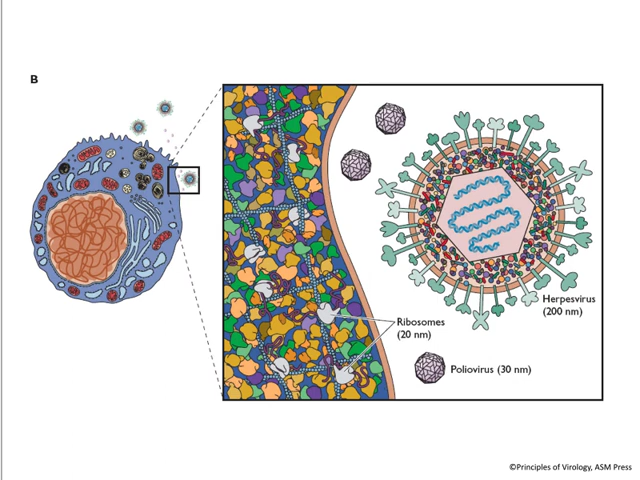 B
Herpesvirus
(200 nm)
Ribosomes
(20 nm)
Poliovirus (30 nm)
©Principles of Virology, ASM Press